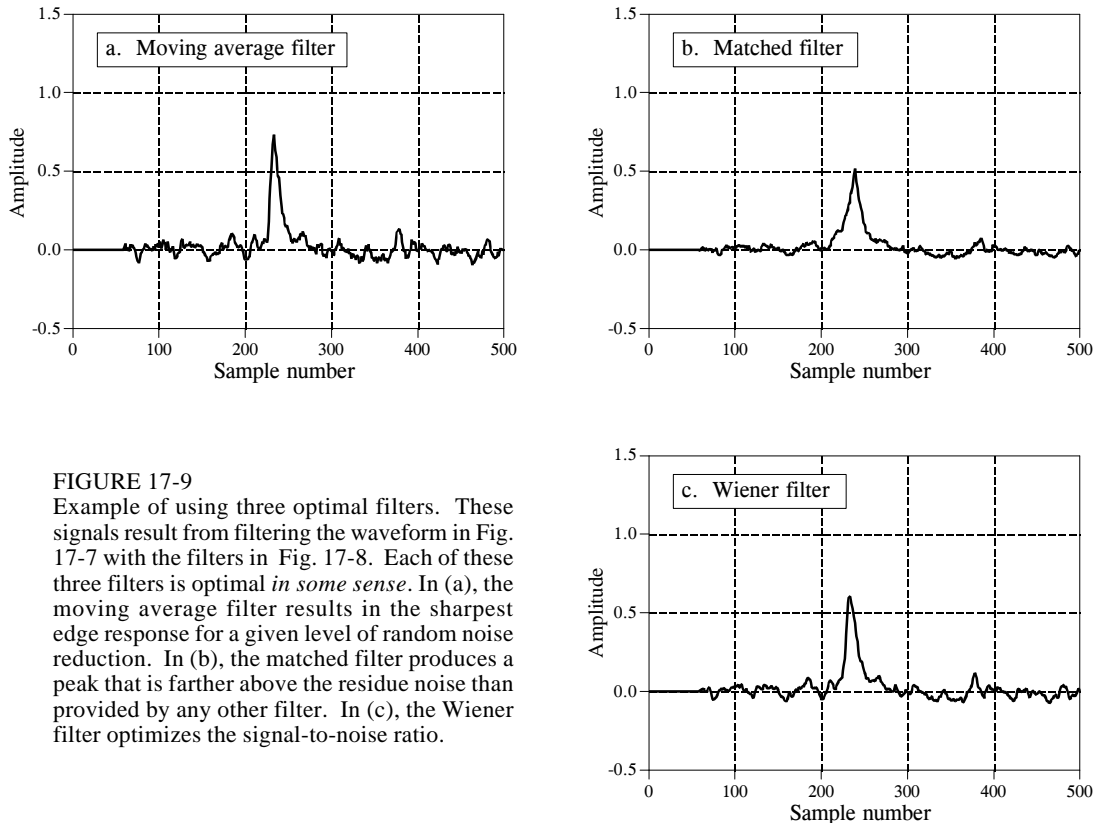 a. Moving average filter
1.5
1.0
0.5
0.0
-0.5
Amplitude
0 100 200 300 400 500
Sample number
b. Matched filter
1.5
1.0
0.5
0.0
-0.5
Amplitude
0 100 200 300 400 500
Sample number
FIGURE 17-9
Example of using three optimal filters. These
signals result from filtering the waveform in Fig.
17-7 with the filters in Fig. 17-8. Each of these
three filters is optimal in some sense. In (a), the
moving average filter results in the sharpest
edge response for a given level of random noise
reduction. In (b), the matched filter produces a
peak that is farther above the residue noise than
provided by any other filter. In (c), the Wiener
filter optimizes the signal-to-noise ratio.
c. Wiener filter
1.5
1.0
0.5
0.0
-0.5
Amplitude
0 100 200 300 400 500
Sample number